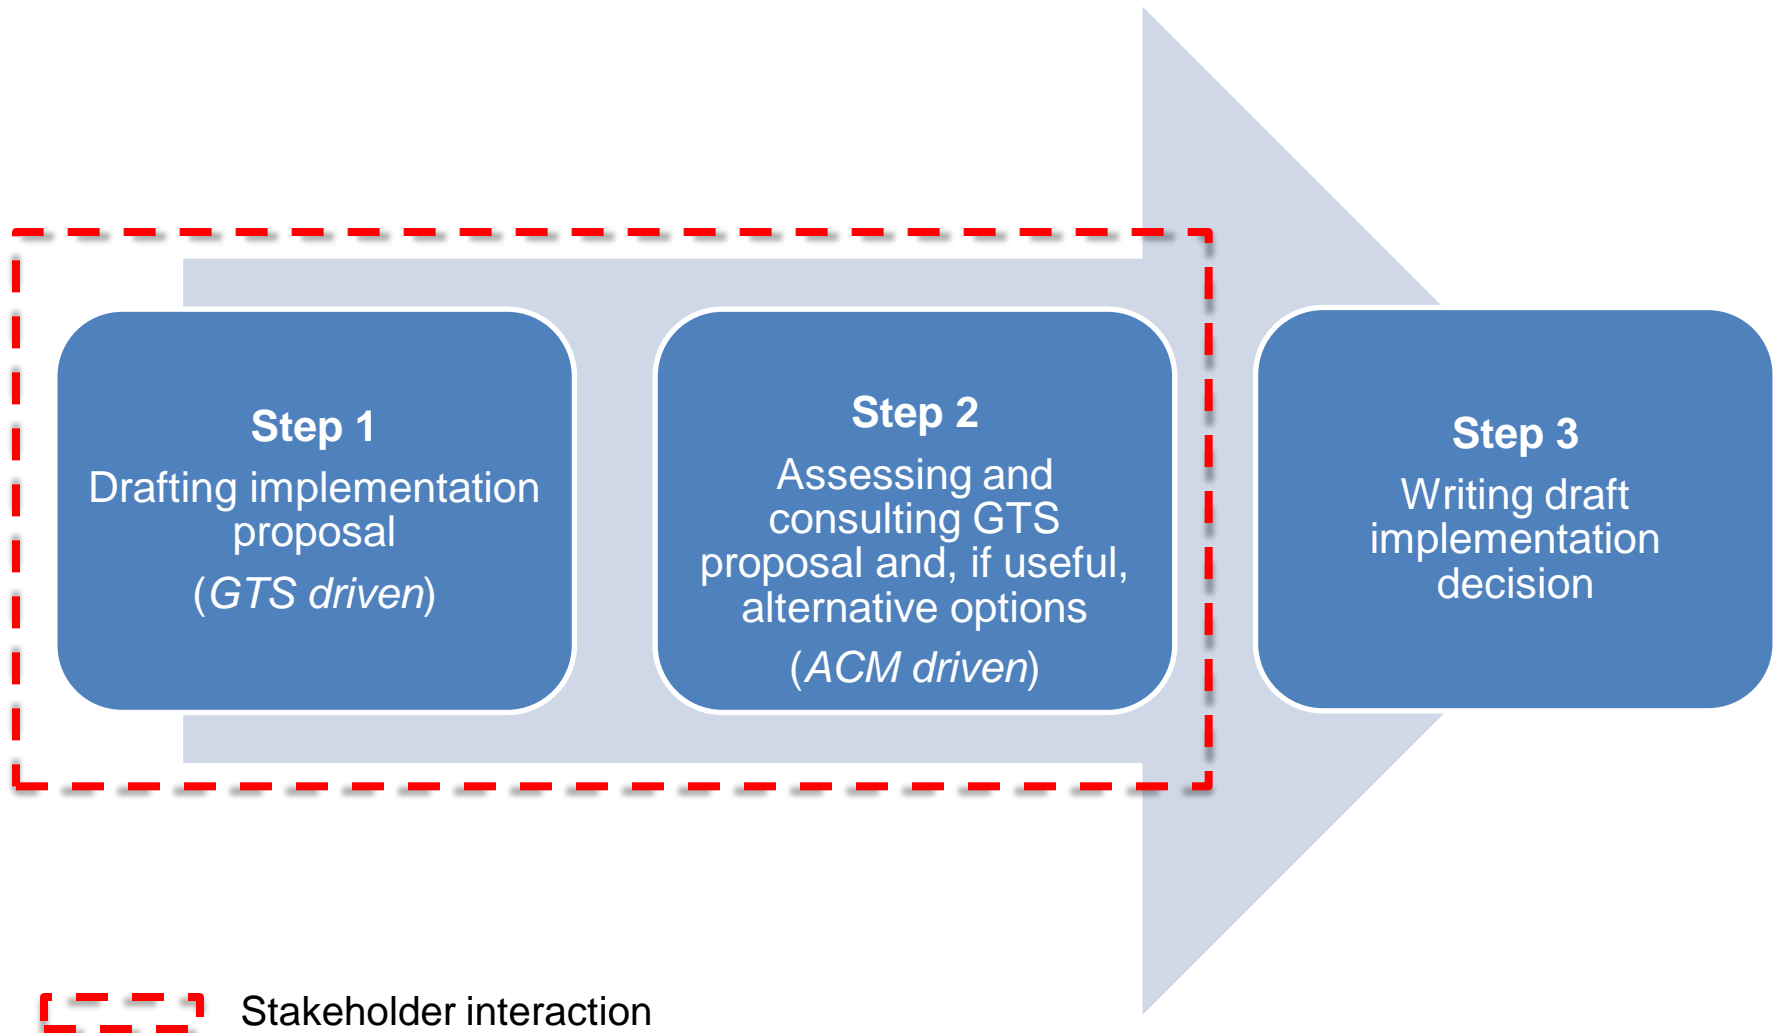 Step 1
Drafting implementation
proposal
(GTS driven)
Step 2
Assessing and
consulting GTS
proposal and, if useful,
alternative options
(ACM driven)
Step 3
Writing draft
implementation
decision
Stakeholder interaction